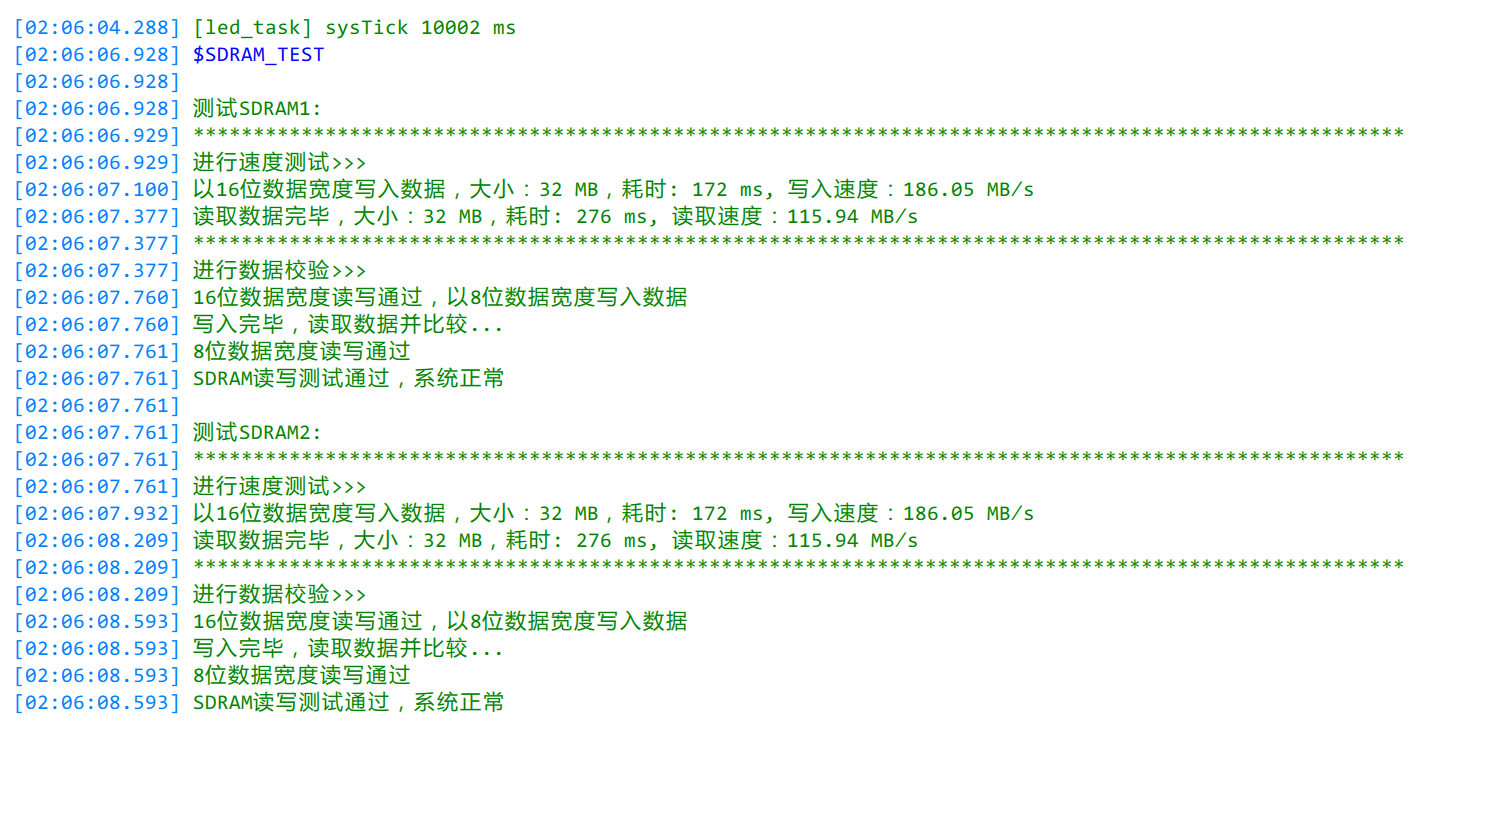 [02:06:04.288] [led_task] sysTick 10002 ms
[02:06:06.928] $SDRAM_TEST
[02:06:06.928]
[02:06:06.928] 测试SDRAM1:
[02:06:06.929] *****************************************************************************************************
[02:06:06.929] 进行速度测试>>>
[02:06:07.100] 以16位数据宽度写入数据，大小：32 MB，耗时: 172 ms, 写入速度：186.05 MB/s
[02:06:07.377] 读取数据完毕，大小：32 MB，耗时: 276 ms, 读取速度：115.94 MB/s
[02:06:07.377] *****************************************************************************************************
[02:06:07.377] 进行数据校验>>>
[02:06:07.760] 16位数据宽度读写通过，以8位数据宽度写入数据
[02:06:07.760] 写入完毕，读取数据并比较...
[02:06:07.761] 8位数据宽度读写通过
[02:06:07.761] SDRAM读写测试通过，系统正常
[02:06:07.761]
[02:06:07.761] 测试SDRAM2:
[02:06:07.761] *****************************************************************************************************
[02:06:07.761] 进行速度测试>>>
[02:06:07.932] 以16位数据宽度写入数据，大小：32 MB，耗时: 172 ms, 写入速度：186.05 MB/s
[02:06:08.209] 读取数据完毕，大小：32 MB，耗时: 276 ms, 读取速度：115.94 MB/s
[02:06:08.209] *****************************************************************************************************
[02:06:08.209] 进行数据校验>>>
[02:06:08.593] 16位数据宽度读写通过，以8位数据宽度写入数据
[02:06:08.593] 写入完毕，读取数据并比较...
[02:06:08.593] 8位数据宽度读写通过
[02:06:08.593] SDRAM读写测试通过，系统正常